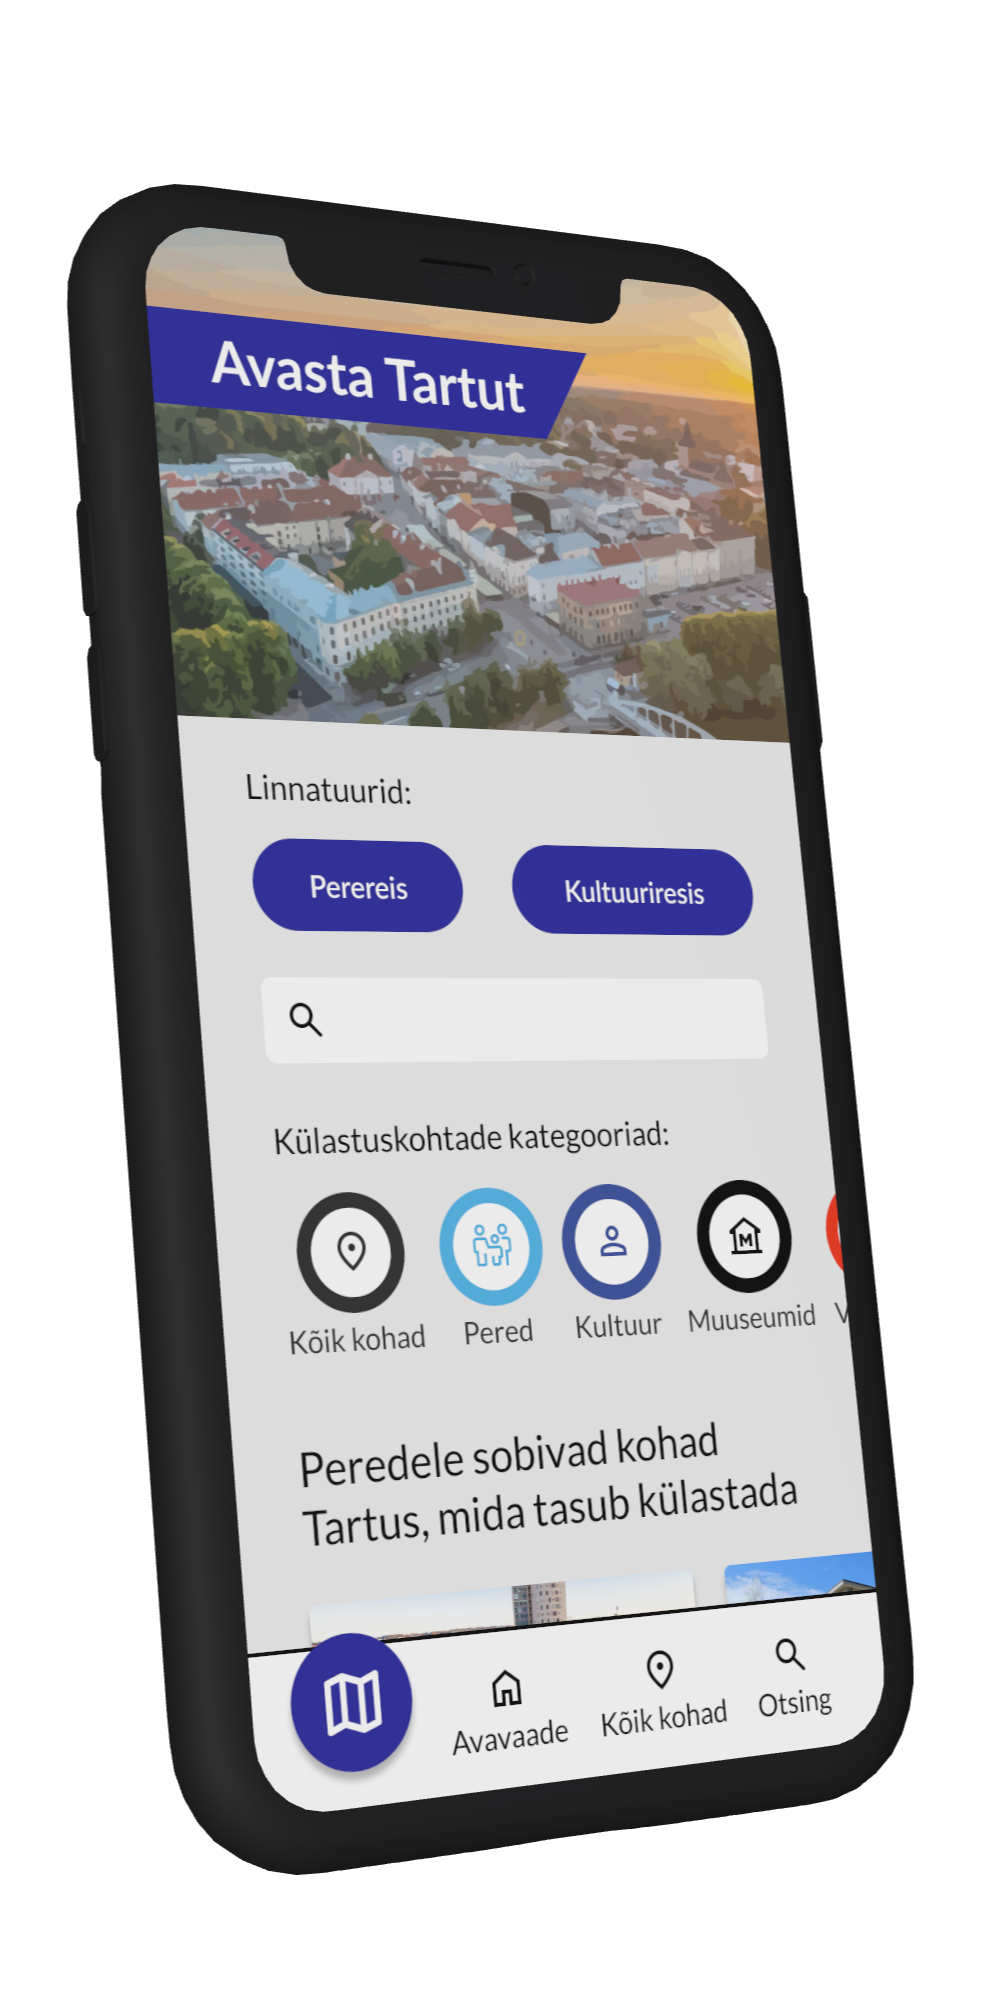 Avasta Tartut
Linnatuurid:
Perereis
Kultuuriresis
Külastuskohtade kategooriad:
Kõik kohad
Pered
Kultuur
Muuseumid
V
Peredele sobivad kohad
Tartus, mida tasub külastada
Avavaade
Kõik kohad
Otsing